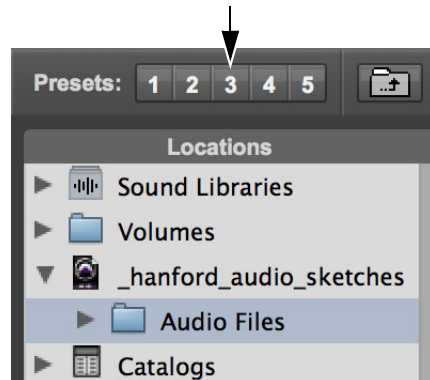 Presets: 1 2 3 4 5
Locations
Sound Libraries
Volumes
_hanford_audio_sketches
Audio Files
Catalogs